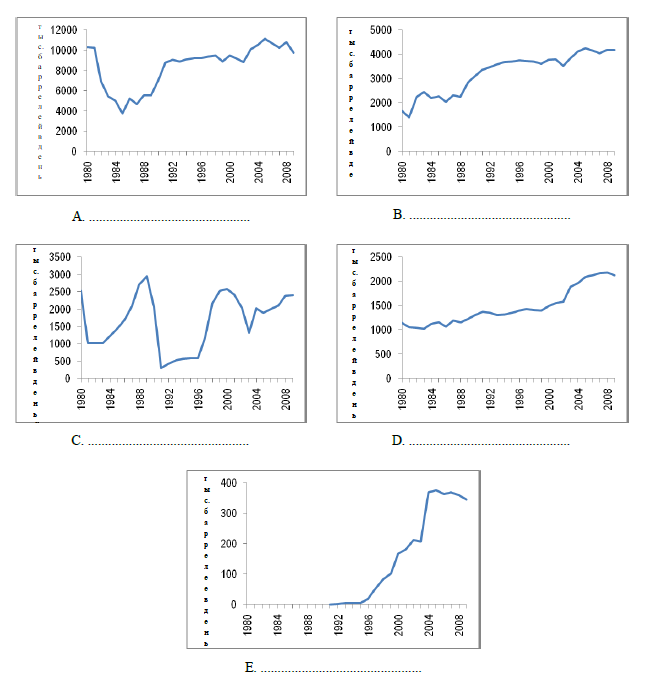 тыс. баррелей в день
12000
10000
8000
6000
4000
2000
0
1980 1984 1988 1992 1996 2000 2004 2008
A. ................................................
тыс. баррелей в де
5000
4000
3000
2000
1000
0
1980 1984 1988 1992 1996 2000 2004 2008
B. ................................................
тыс. баррелей в день
3500
3000
2500
2000
1500
1000
500
0
1980 1984 1988 1992 1996 2000 2004 2008
C. ................................................
тыс. баррелей в день
2500
2000
1500
1000
500
0
1980 1984 1988 1992 1996 2000 2004 2008
D. ................................................
тыс. баррелей в день
400
300
200
100
0
1980 1984 1988 1992 1996 2000 2004 2008
E. ................................................